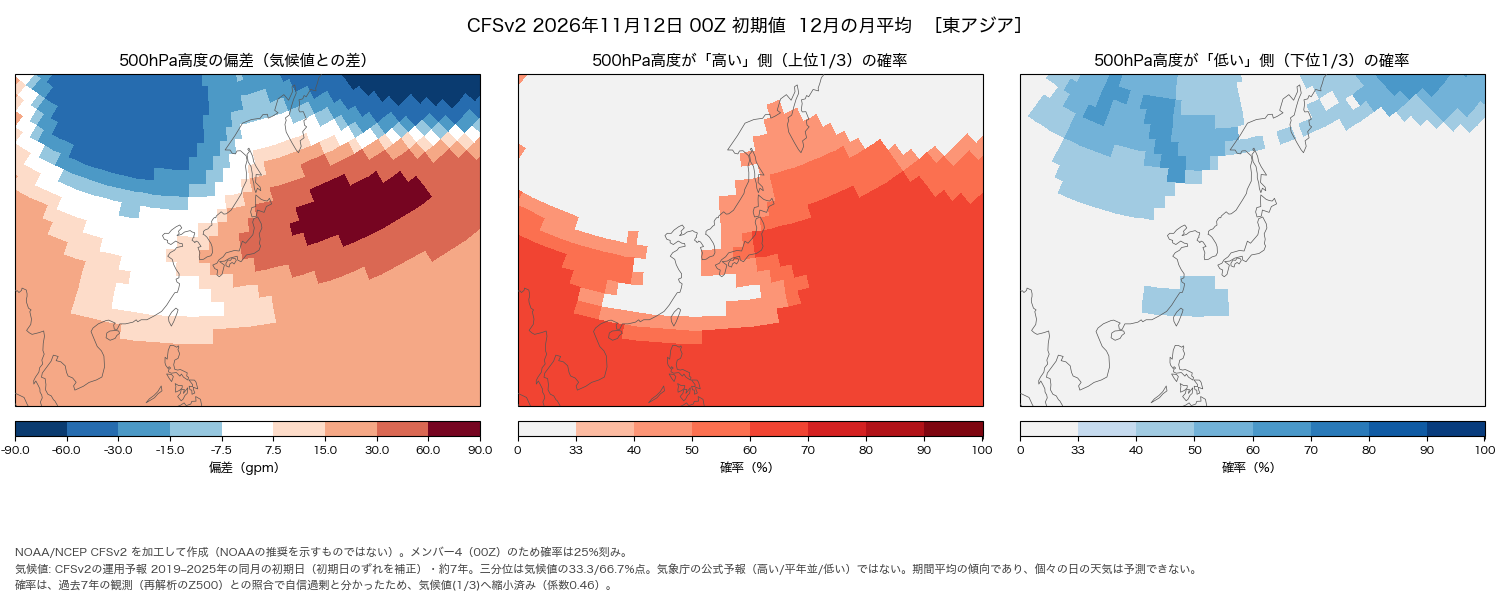 CFSv2 2026年11月12日 00Z 初期値  12月の月平均  ［東アジア］
500hPa高度の偏差（気候値との差）
500hPa高度が「高い」側（上位1/3）の確率
500hPa高度が「低い」側（下位1/3）の確率
-90.0 -60.0 -30.0 -15.0 -7.5 7.5 15.0 30.0 60.0 90.0
偏差（gpm）
0 33 40 50 60 70 80 90 100
確率（%）
0 33 40 50 60 70 80 90 100
確率（%）
NOAA/NCEP CFSv2 を加工して作成（NOAAの推奨を示すものではない）。メンバー4（00Z）のため確率は25%刻み。
気候値: CFSv2の運用予報 2019–2025年の同月の初期日（初期日のずれを補正）・約7年。三分位は気候値の33.3/66.7%点。気象庁の公式予報（高い/平年並/低い）ではない。期間平均の傾向であり、個々の日の天気は予測できない。
確率は、過去7年の観測（再解析のZ500）との照合で自信過剰と分かったため、気候値(1/3)へ縮小済み（係数0.46）。